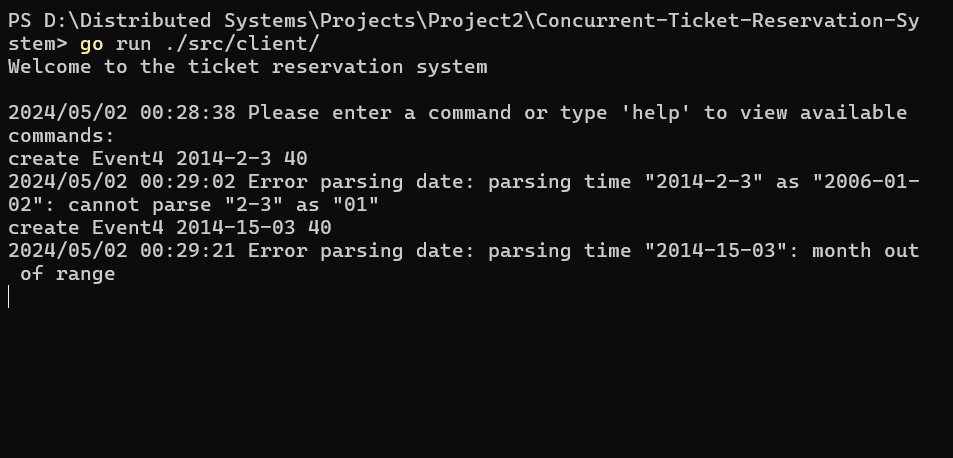 PS D:\Distributed Systems\Projects\Project2\Concurrent-Ticket-Reservation-Sy
stem> go run ./src/client/
Welcome to the ticket reservation system
2024/05/02 00:28:38 Please enter a command or type 'help' to view available
commands:
create Event4 2014-2-3 40
2024/05/02 00:29:02 Error parsing date: parsing time "2014-2-3" as "2006-01-
02": cannot parse "2-3" as "01"
create Event4 2014-15-03 40
2024/05/02 00:29:21 Error parsing date: parsing time "2014-15-03": month out
of range